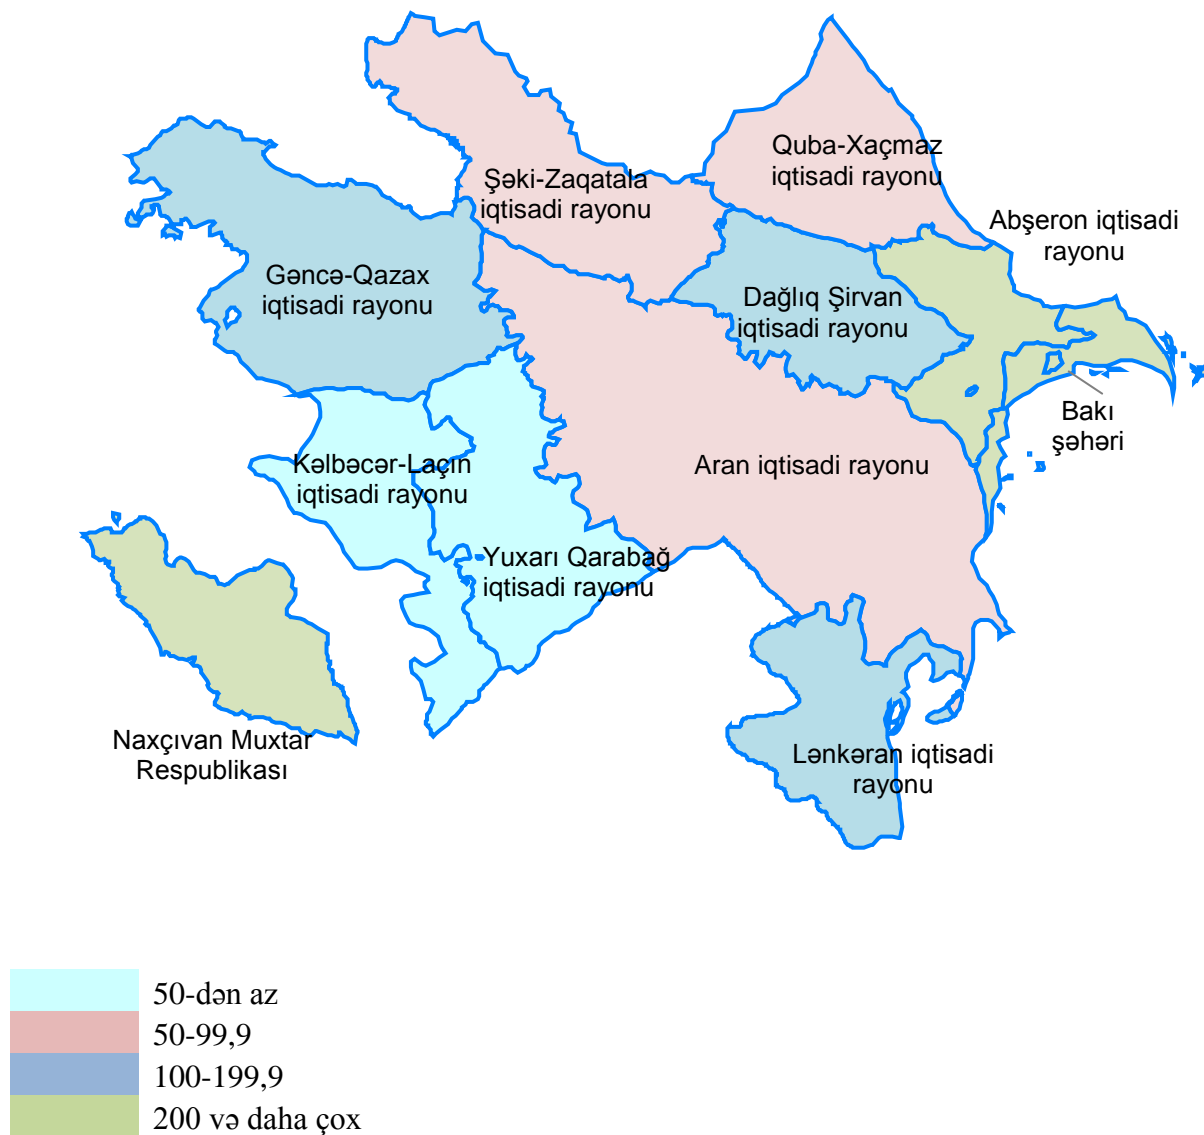 Quba-Xaçmaz
iqtisadi rayonu
Şəki-Zaqatala
iqtisadi rayonu
Abşeron iqtisadi
rayonu
Gəncə-Qazax
iqtisadi rayonu
Dağlıq Şirvan
iqtisadi rayonu
Bakı
şəhəri
Kəlbəcər-Laçın
iqtisadi rayonu
Aran iqtisadi rayonu
Yuxarı Qarabağ
iqtisadi rayonu
Naxçıvan Muxtar
Respublikası
Lənkəran iqtisadi
rayonu
50-dən az
50-99,9
100-199,9
200 və daha çox